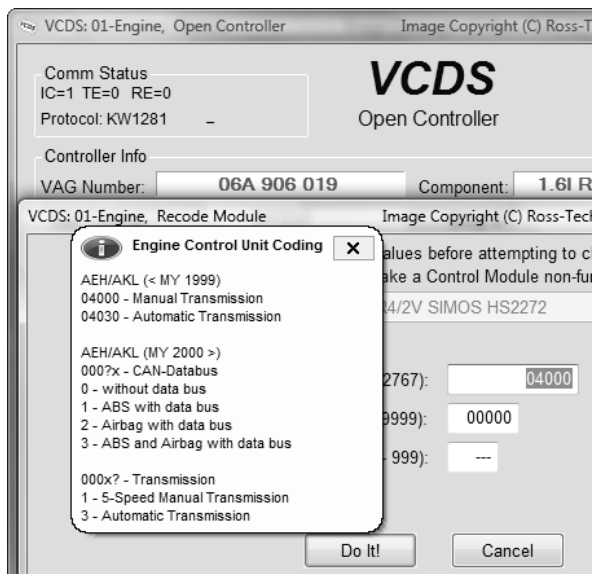 VCDS: 01-Engine, Open Controller Image Copyright (C) Ross-T
Comm Status
IC=1 TE=0 RE=0
Protocol: KW1281 –
VCDS
Open Controller
Controller Info
VAG Number: 06A 906 019 Component: 1.6l R
VCDS: 01-Engine, Recode Module Image Copyright (C) Ross-Tech
Engine Control Unit Coding
AEH/AKL (< MY 1999)
04000 - Manual Transmission
04030 - Automatic Transmission
AEH/AKL (MY 2000 >)
000?x - CAN-Databus
0 - without data bus
1 - ABS with data bus
2 - Airbag with data bus
3 - ABS and Airbag with data bus
000x? - Transmission
1 - 5-Speed Manual Transmission
3 - Automatic Transmission
alues before attempting to c
ake a Control Module non-fu
4/2V SIMOS HS2272
2767): 04000
9999): 00000
999): ---
Do It! Cancel